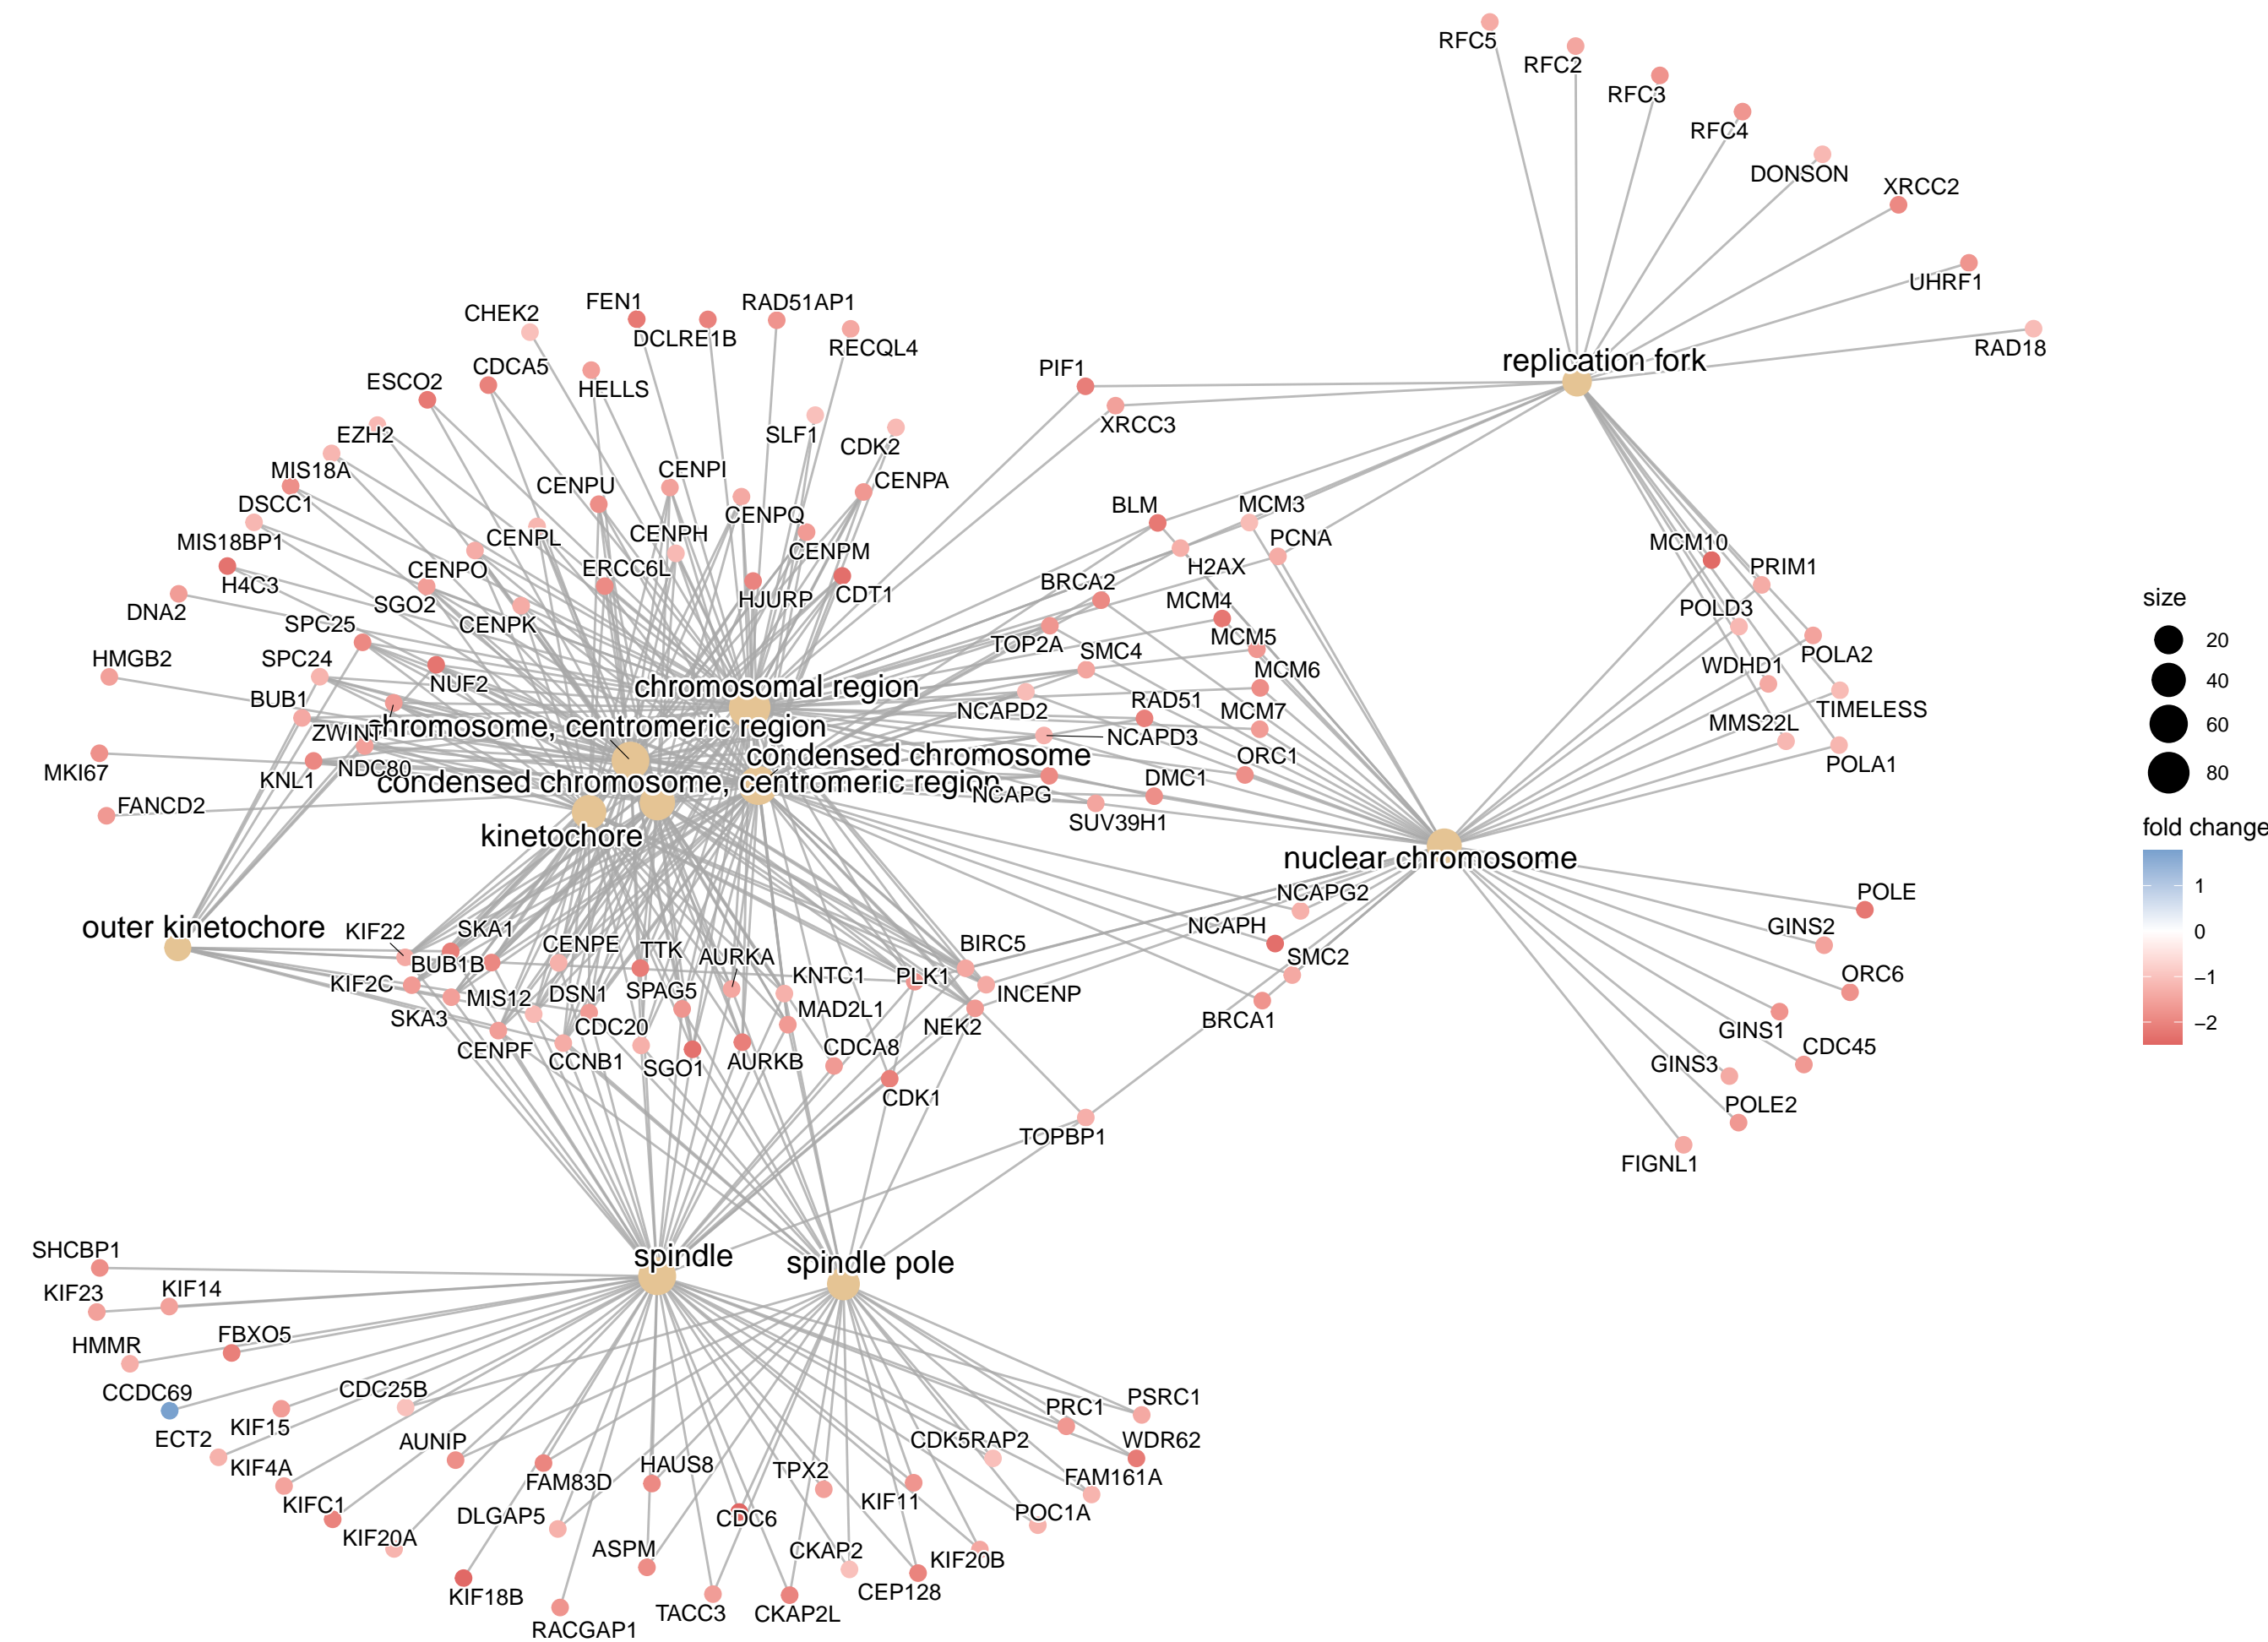 RFC5
RFC2
RFC3
RFC4
DONSON
XRCC2
UHRF1
RAD18
replication fork
CHEK2
FEN1
DCLRE1B
RAD51AP1
RECQL4
CDCA5
ESCO2
HELLS
PIF1
XRCC3
EZH2
SLF1
CDK2
MIS18A
CENPI
CENPU
CENPA
DSCC1
CENPQ
BLM
MCM3
MIS18BP1
CENPL
CENPH
CENPM
PCNA
MCM10
CENPO
ERCC6L
H2AX
PRIM1
H4C3
BRCA2
DNA2
SGO2
HJURP
CDT1
MCM4
POLD3
SPC25
CENPK
TOP2A
MCM5
HMGB2
SPC24
SMC4
MCM6
WDHD1
POLA2
NUF2
chromosomal region
BUB1
NCAPD2
RAD51
MCM7
MMS22L
TIMELESS
ZWINT
chromosome, centromeric region
NCAPD3
condensed chromosome
ORC1
MKI67
KNL1
NDC80
condensed chromosome, centromeric region
NCAPG
DMC1
POLA1
FANCD2
SUV39H1
kinetochore
nuclear chromosome
NCAPG2
POLE
outer kinetochore
KIF22
SKA1
CENPE
TTK
AURKA
BIRC5
NCAPH
GINS2
BUB1B
KNTC1
PLK1
SMC2
KIF2C
MIS12
DSN1
SPAG5
INCENP
ORC6
SKA3
CDC20
MAD2L1
NEK2
BRCA1
GINS1
CENPF
CCNB1
SGO1
AURKB
CDCA8
CDC45
GINS3
CDK1
POLE2
TOPBP1
FIGNL1
SHCBP1
spindle
spindle pole
KIF23
KIF14
HMMR
FBXO5
CCDC69
CDC25B
PSRC1
ECT2
KIF15
AUNIP
PRC1
CDK5RAP2
WDR62
KIF4A
FAM83D
HAUS8
TPX2
FAM161A
KIFC1
DLGAP5
CDC6
KIF11
POC1A
KIF20A
ASPM
CKAP2
KIF20B
KIF18B
CEP128
RACGAP1
TACC3
CKAP2L
size
20
40
60
80
fold change
1
0
−1
−2